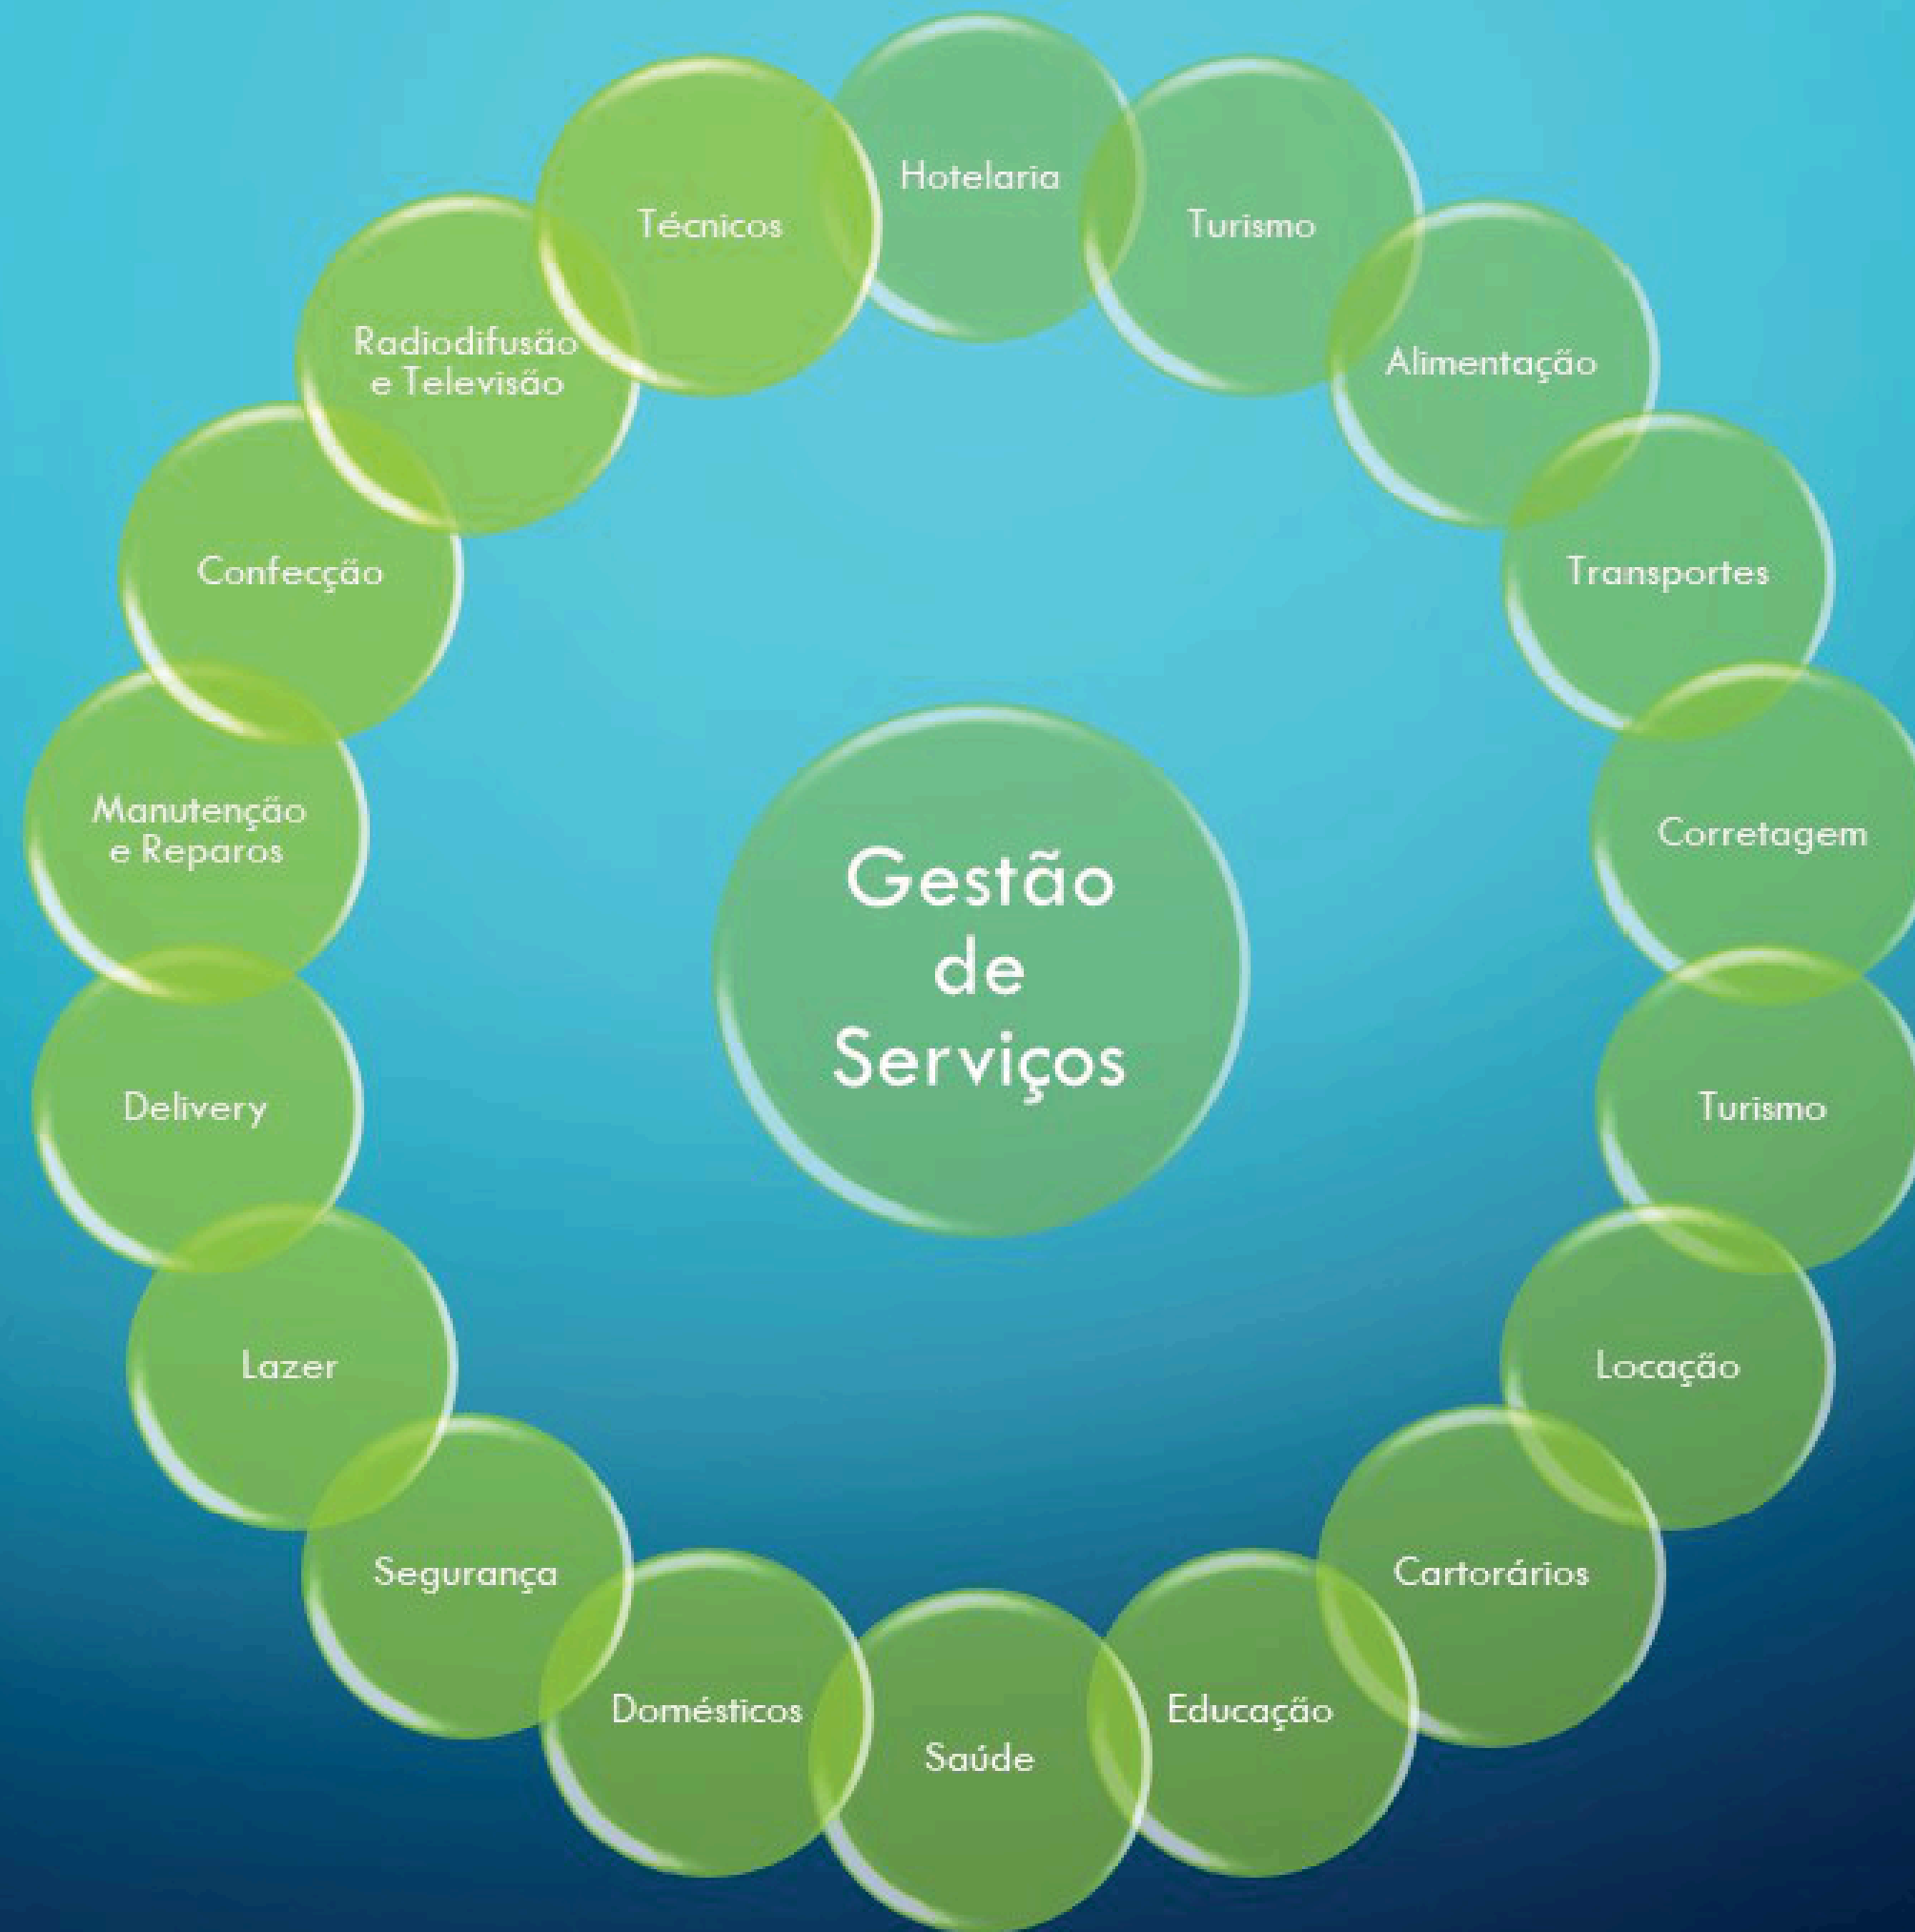 Hotelaria
Turismo
Alimentação
Transportes
Corretagem
Turismo
Locação
Cartorários
Educação
Saúde
Domésticos
Segurança
Lazer
Delivery
Manutenção
e Reparos
Confecção
Radiodifusão
e Televisão
Técnicos
Gestão
de
Serviços